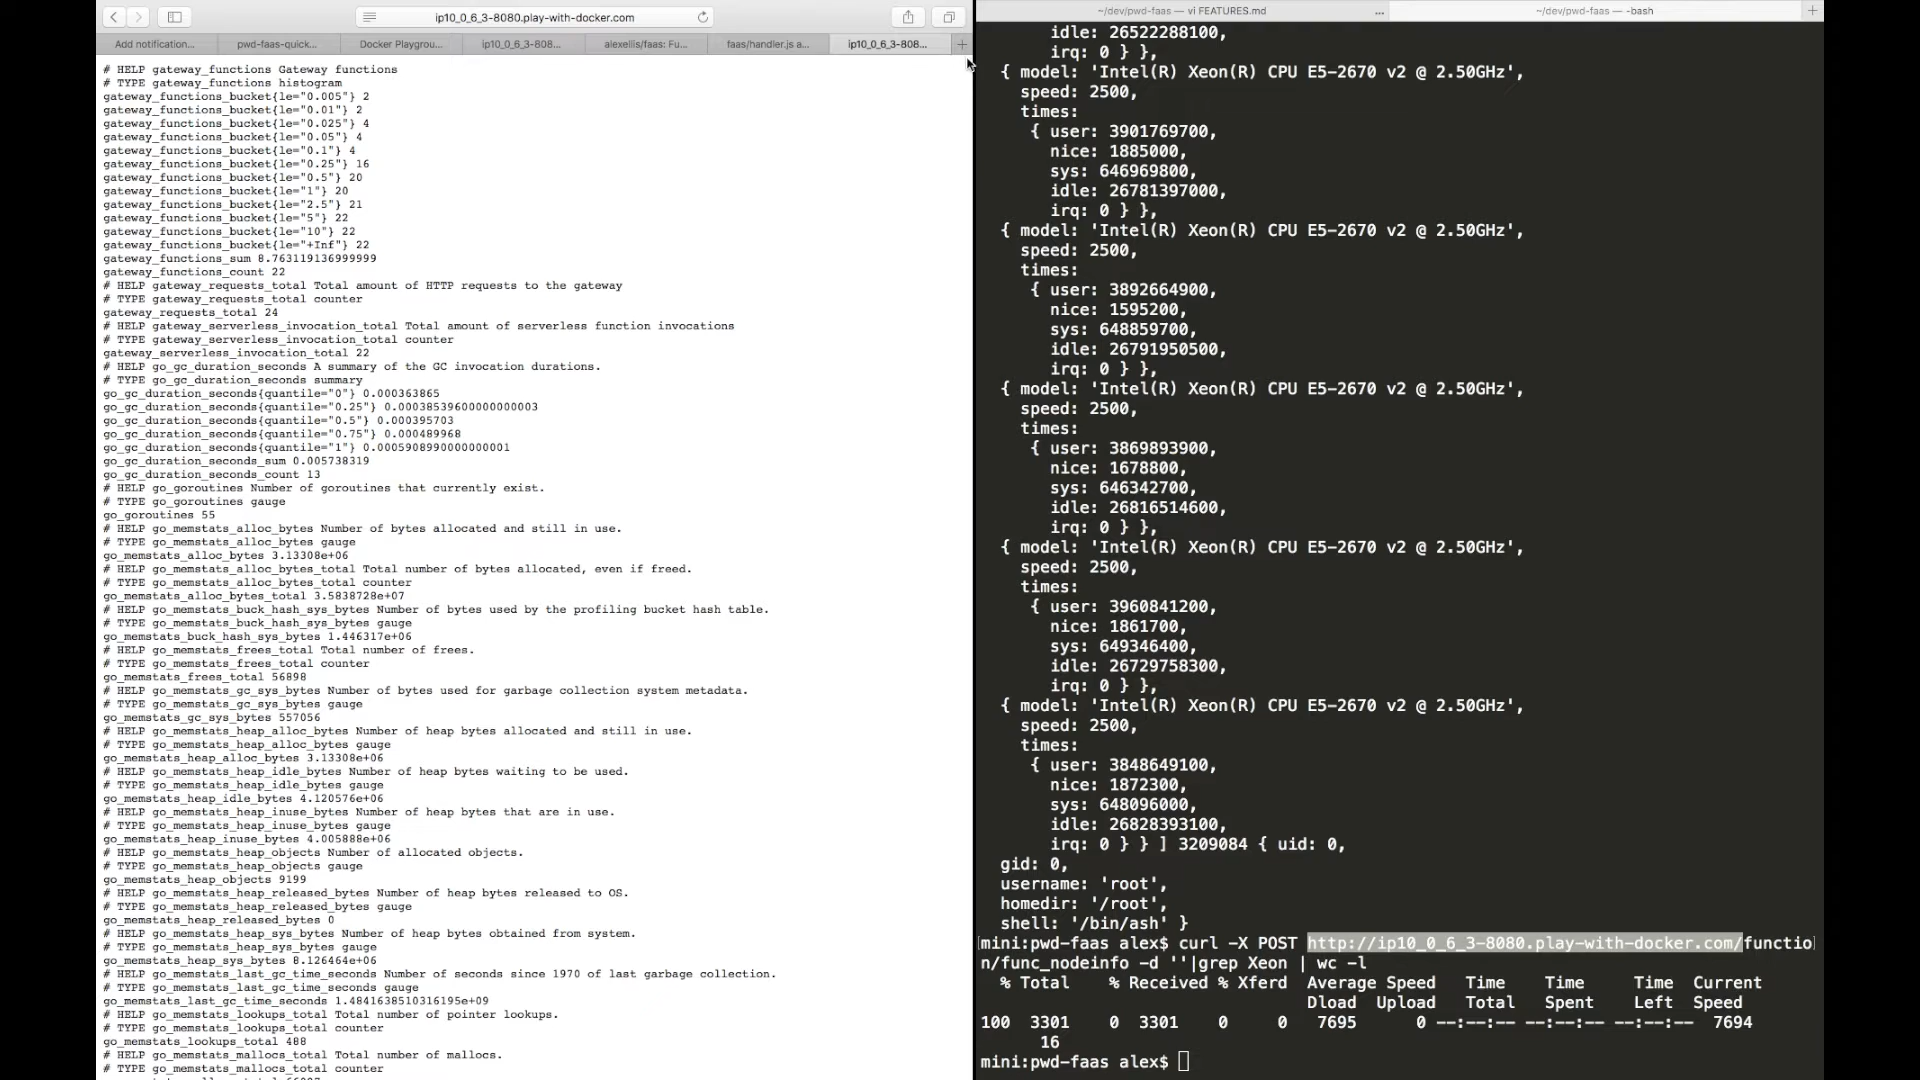 ip10_0_6_3-8080.play-with-docker.com
Add notification...
pwd-faas-quick...
Docker Playgrou...
ip10_0_6_3-808...
alexellis/faas: Fu...
faas/handler.js a...
ip10_0_6_3-808...
# HELP gateway_functions Gateway functions
# TYPE gateway_functions histogram
gateway_functions_bucket{le="0.005"} 2
gateway_functions_bucket{le="0.01"} 2
gateway_functions_bucket{le="0.025"} 4
gateway_functions_bucket{le="0.05"} 4
gateway_functions_bucket{le="0.1"} 4
gateway_functions_bucket{le="0.25"} 16
gateway_functions_bucket{le="0.5"} 20
gateway_functions_bucket{le="1"} 20
gateway_functions_bucket{le="2.5"} 21
gateway_functions_bucket{le="5"} 22
gateway_functions_bucket{le="10"} 22
gateway_functions_bucket{le="+Inf"} 22
gateway_functions_sum 8.763119136999999
gateway_functions_count 22
# HELP gateway_requests_total Total amount of HTTP requests to the gateway
# TYPE gateway_requests_total counter
gateway_requests_total 24
# HELP gateway_serverless_invocation_total Total amount of serverless function invocations
# TYPE gateway_serverless_invocation_total counter
gateway_serverless_invocation_total 22
# HELP go_gc_duration_seconds A summary of the GC invocation durations.
# TYPE go_gc_duration_seconds summary
go_gc_duration_seconds{quantile="0"} 0.000363865
go_gc_duration_seconds{quantile="0.25"} 0.00038539600000000003
go_gc_duration_seconds{quantile="0.5"} 0.000395703
go_gc_duration_seconds{quantile="0.75"} 0.000489968
go_gc_duration_seconds{quantile="1"} 0.0005908990000000001
go_gc_duration_seconds_sum 0.005738319
go_gc_duration_seconds_count 13
# HELP go_goroutines Number of goroutines that currently exist.
# TYPE go_goroutines gauge
go_goroutines 55
# HELP go_memstats_alloc_bytes Number of bytes allocated and still in use.
# TYPE go_memstats_alloc_bytes gauge
go_memstats_alloc_bytes 3.13308e+06
# HELP go_memstats_alloc_bytes_total Total number of bytes allocated, even if freed.
# TYPE go_memstats_alloc_bytes_total counter
go_memstats_alloc_bytes_total 3.5838728e+07
# HELP go_memstats_buck_hash_sys_bytes Number of bytes used by the profiling bucket hash table.
# TYPE go_memstats_buck_hash_sys_bytes gauge
go_memstats_buck_hash_sys_bytes 1.446317e+06
# HELP go_memstats_frees_total Total number of frees.
# TYPE go_memstats_frees_total counter
go_memstats_frees_total 56898
# HELP go_memstats_gc_sys_bytes Number of bytes used for garbage collection system metadata.
# TYPE go_memstats_gc_sys_bytes gauge
go_memstats_gc_sys_bytes 557056
# HELP go_memstats_heap_alloc_bytes Number of heap bytes allocated and still in use.
# TYPE go_memstats_heap_alloc_bytes gauge
go_memstats_heap_alloc_bytes 3.13308e+06
# HELP go_memstats_heap_idle_bytes Number of heap bytes waiting to be used.
# TYPE go_memstats_heap_idle_bytes gauge
go_memstats_heap_idle_bytes 4.120576e+06
# HELP go_memstats_heap_inuse_bytes Number of heap bytes that are in use.
# TYPE go_memstats_heap_inuse_bytes gauge
go_memstats_heap_inuse_bytes 4.005888e+06
# HELP go_memstats_heap_objects Number of allocated objects.
# TYPE go_memstats_heap_objects gauge
go_memstats_heap_objects 9199
# HELP go_memstats_heap_released_bytes Number of heap bytes released to OS.
# TYPE go_memstats_heap_released_bytes gauge
go_memstats_heap_released_bytes 0
# HELP go_memstats_heap_sys_bytes Number of heap bytes obtained from system.
# TYPE go_memstats_heap_sys_bytes gauge
go_memstats_heap_sys_bytes 8.126464e+06
# HELP go_memstats_last_gc_time_seconds Number of seconds since 1970 of last garbage collection.
# TYPE go_memstats_last_gc_time_seconds gauge
go_memstats_last_gc_time_seconds 1.4841638510316195e+09
# HELP go_memstats_lookups_total Total number of pointer lookups.
# TYPE go_memstats_lookups_total counter
go_memstats_lookups_total 488
# HELP go_memstats_mallocs_total Total number of mallocs.
# TYPE go_memstats_mallocs_total counter
~/dev/pwd-faas — vi FEATURES.md ...
~/dev/pwd-faas — -bash
idle: 26522288100,
irq: 0 } },
{ model: 'Intel(R) Xeon(R) CPU E5-2670 v2 @ 2.50GHz',
speed: 2500,
times:
{ user: 3901769700,
nice: 1885000,
sys: 646969800,
idle: 26781397000,
irq: 0 } },
{ model: 'Intel(R) Xeon(R) CPU E5-2670 v2 @ 2.50GHz',
speed: 2500,
times:
{ user: 3892664900,
nice: 1595200,
sys: 648859700,
idle: 26791950500,
irq: 0 } },
{ model: 'Intel(R) Xeon(R) CPU E5-2670 v2 @ 2.50GHz',
speed: 2500,
times:
{ user: 3869893900,
nice: 1678800,
sys: 646342700,
idle: 26816514600,
irq: 0 } },
{ model: 'Intel(R) Xeon(R) CPU E5-2670 v2 @ 2.50GHz',
speed: 2500,
times:
{ user: 3960841200,
nice: 1861700,
sys: 649346400,
idle: 26729758300,
irq: 0 } },
{ model: 'Intel(R) Xeon(R) CPU E5-2670 v2 @ 2.50GHz',
speed: 2500,
times:
{ user: 3848649100,
nice: 1872300,
sys: 648096000,
idle: 26828393100,
irq: 0 } } ] 3209084 { uid: 0,
gid: 0,
username: 'root',
homedir: '/root',
shell: '/bin/ash' }
[mini:pwd-faas alex$ curl -X POST http://ip10_0_6_3-8080.play-with-docker.com/functio]
n/func_nodeinfo -d ''|grep Xeon | wc -l
% Total % Received % Xferd Average Speed Time Time Time Current
Dload Upload Total Spent Left Speed
100 3301 0 3301 0 0 7695 0 --:--:-- --:--:-- --:--:-- 7694
16
mini:pwd-faas alex$